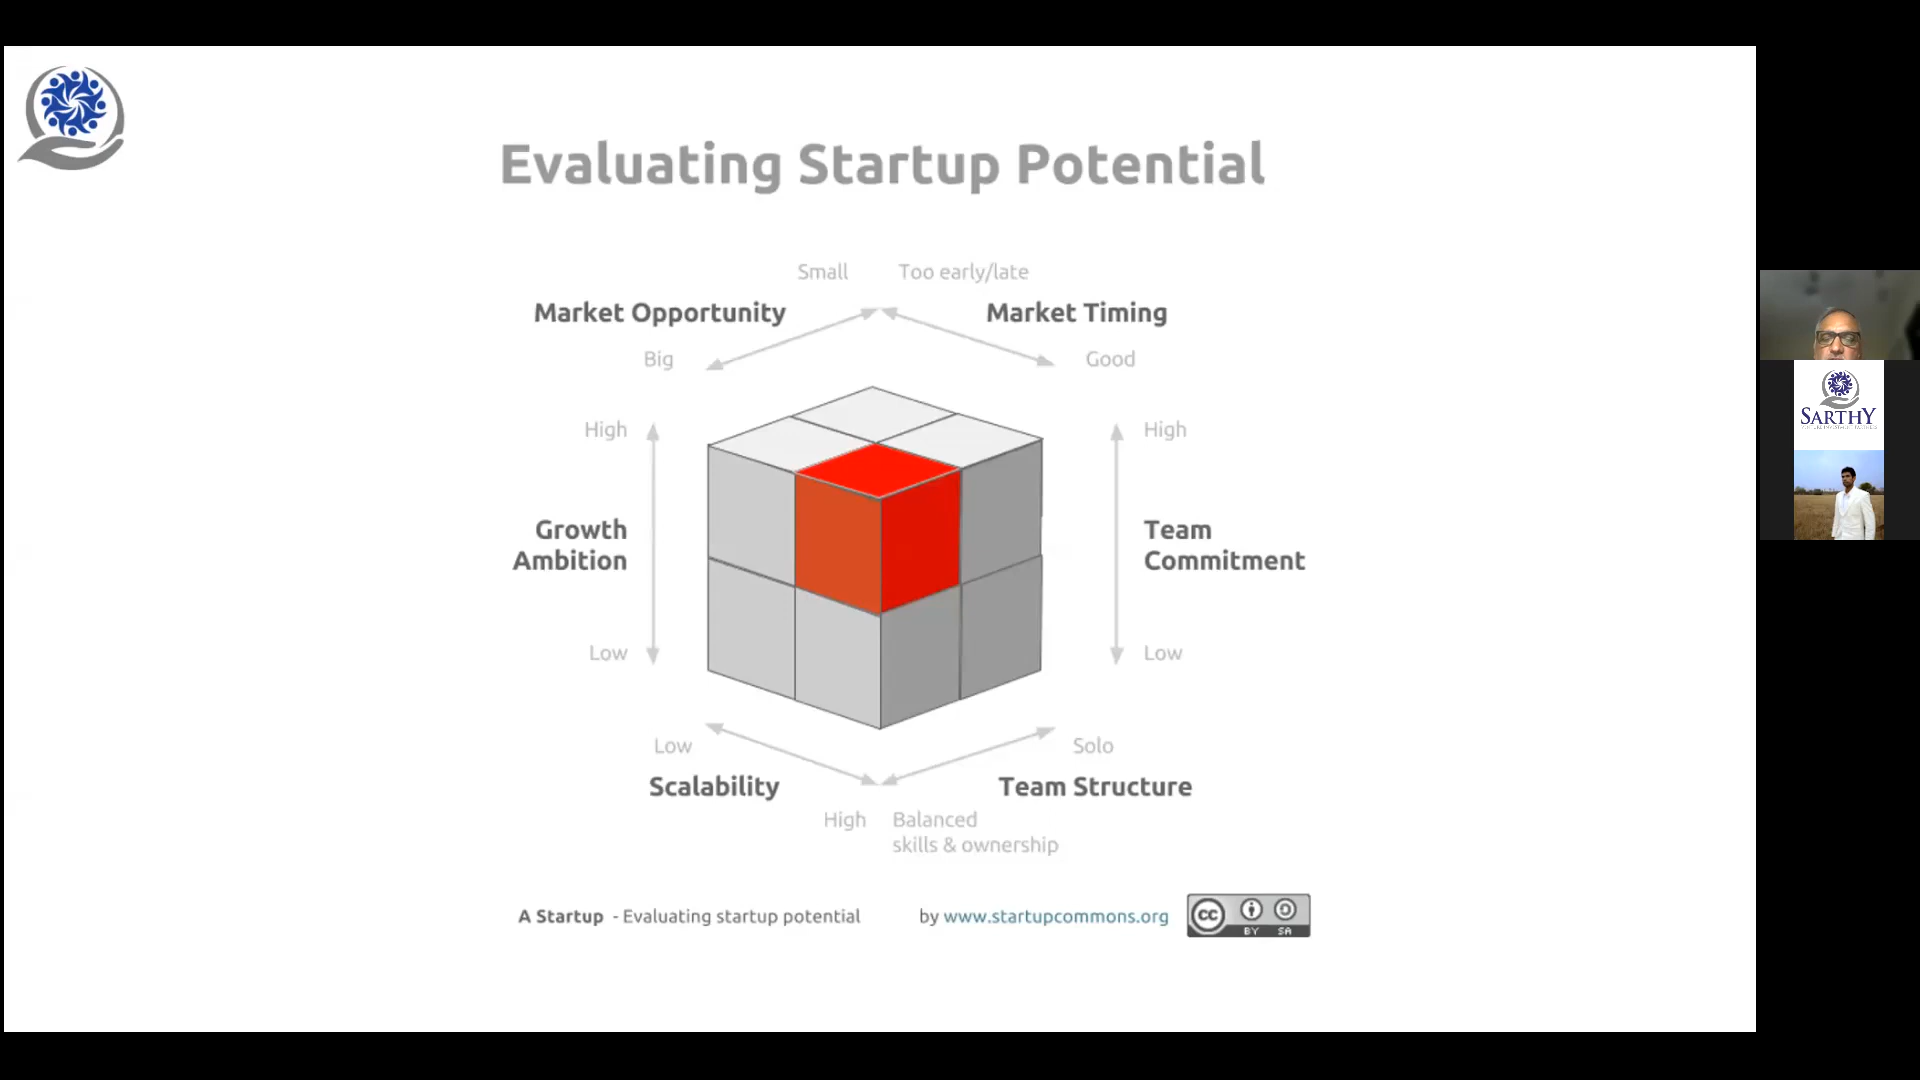 Evaluating Startup Potential
Small
Too early/late
Market Opportunity
Market Timing
Big
Good
High
High
Growth
Ambition
Team
Commitment
Low
Low
Low
Solo
Scalability
Team Structure
High
Balanced
skills & ownership
A Startup - Evaluating startup potential
by www.startupcommons.org
cc
BY SA
SARTHY